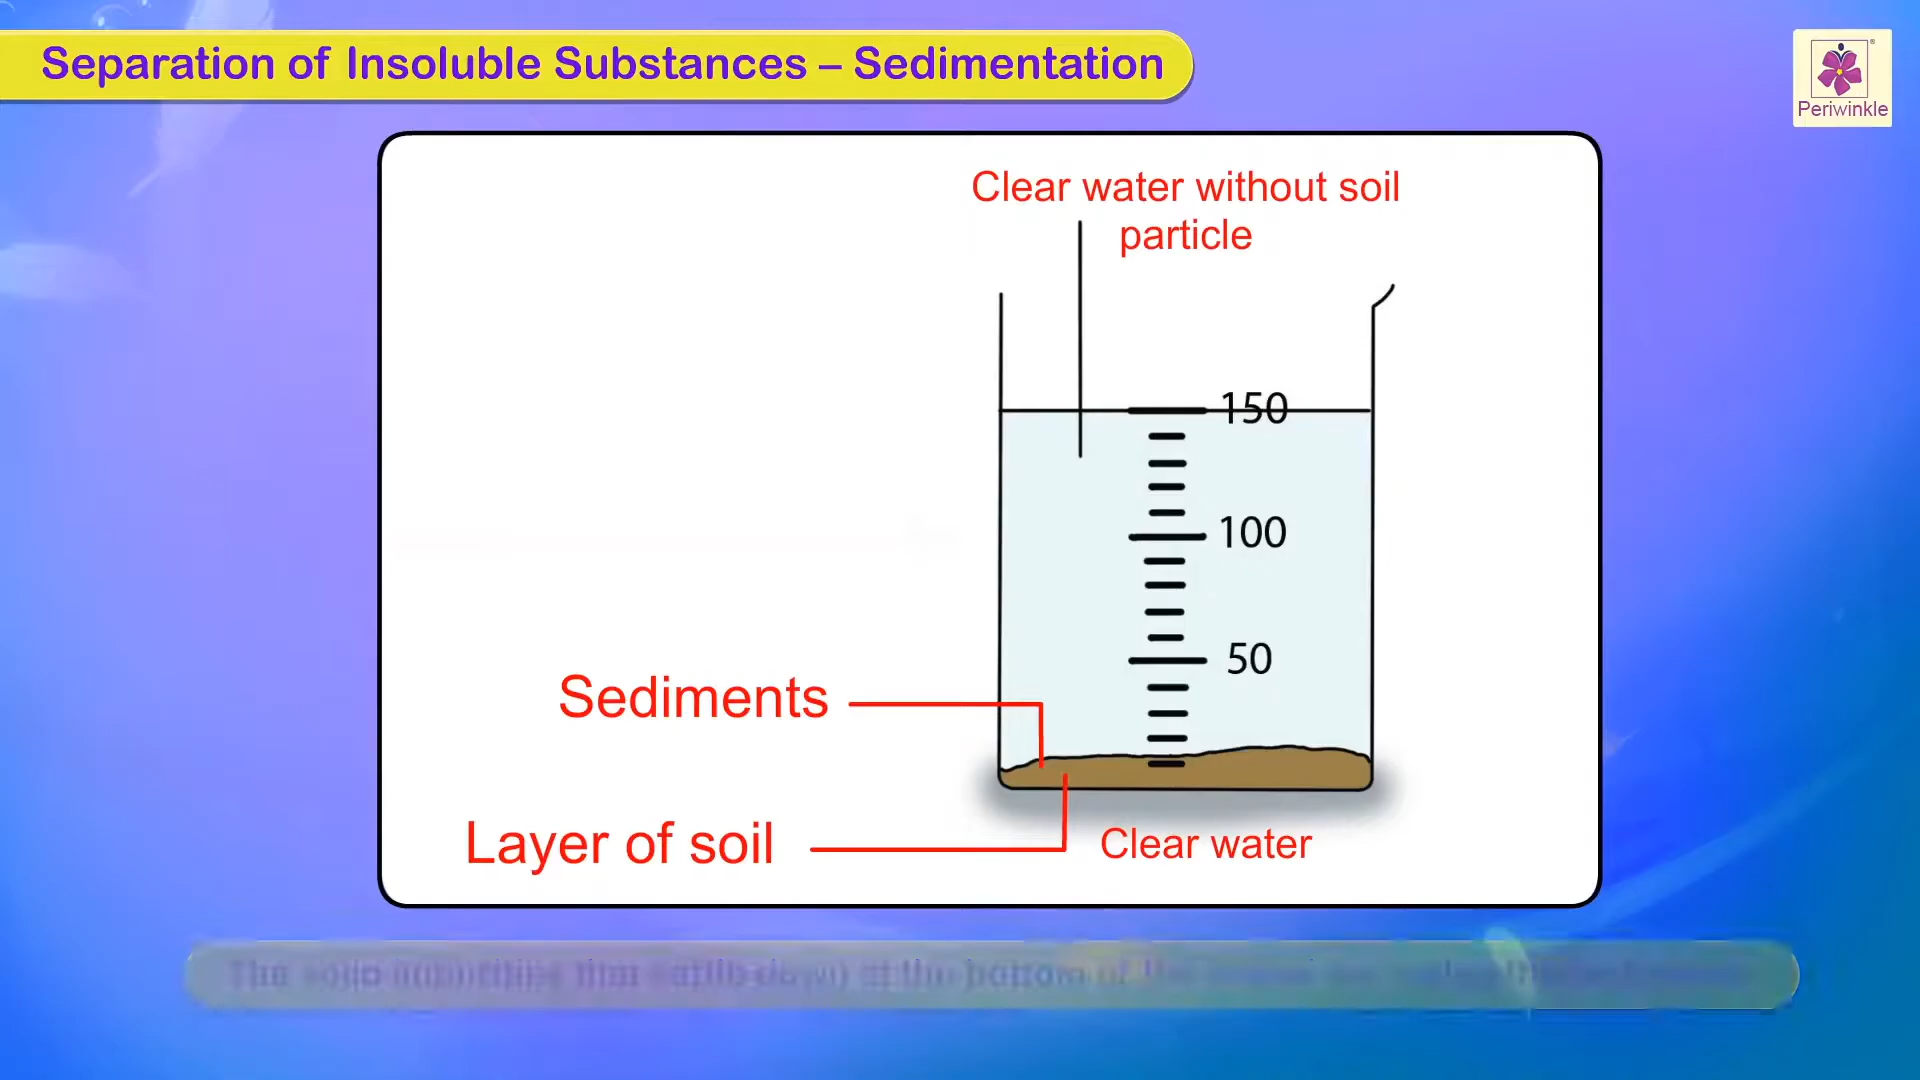 Separation of Insoluble Substances – Sedimentation
Periwinkle
Clear water without soil
particle
150
100
50
Sediments
Layer of soil
Clear water